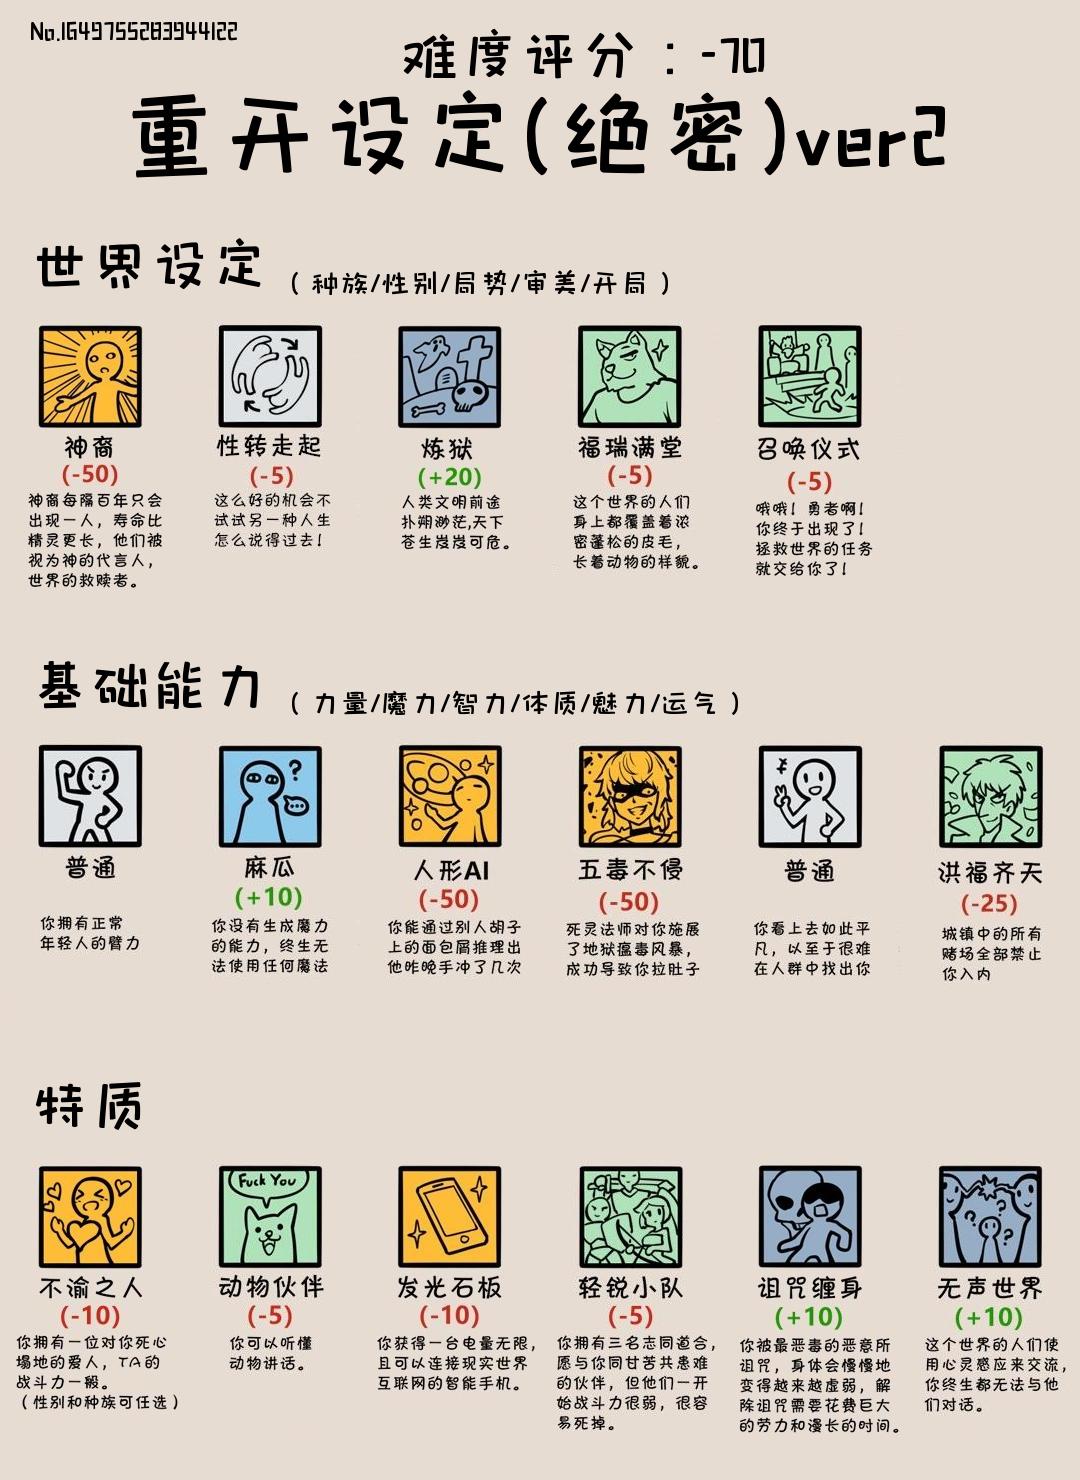 No.1649755283944122
难度评分：-70
重开设定(绝密)ver2
世界设定（种族/性别/局势/审美/开局）
神裔
(-50)
神裔每隔百年只会
出现一人，寿命比
精灵更长，他们被
视为神的代言人，
世界的救赎者。
性转走起
(-5)
这么好的机会不
试试另一种人生
怎么说得过去！
炼狱
(+20)
人类文明前途
扑朔渺茫,天下
苍生岌岌可危。
福瑞满堂
(-5)
这个世界的人们
身上都覆盖着浓
密蓬松的皮毛，
长着动物的样貌。
召唤仪式
(-5)
哦哦！勇者啊！
你终于出现了！
拯救世界的任务
就交给你了！
基础能力（力量/魔力/智力/体质/魅力/运气）
普通
你拥有正常
年轻人的臂力
麻瓜
(+10)
你没有生成魔力
的能力，终生无
法使用任何魔法
人形AI
(-50)
你能通过别人胡子
上的面包屑推理出
他昨晚手冲了几次
五毒不侵
(-50)
死灵法师对你施展
了地狱瘟毒风暴，
成功导致你拉肚子
普通
你看上去如此平
凡，以至于很难
在人群中找出你
洪福齐天
(-25)
城镇中的所有
赌场全部禁止
你入内
特质
不渝之人
(-10)
你拥有一位对你死心
塌地的爱人，TA的
战斗力一般。
（性别和种族可任选）
Fuck You
动物伙伴
(-5)
你可以听懂
动物讲话。
发光石板
(-10)
你获得一台电量无限，
且可以连接现实世界
互联网的智能手机。
轻锐小队
(-5)
你拥有三名志同道合，
愿与你同甘苦共患难
的伙伴，但他们一开
始战斗力很弱，很容
易死掉。
诅咒缠身
(+10)
你被最恶毒的恶意所
诅咒，身体会慢慢地
变得越来越虚弱，解
除诅咒需要花费巨大
的劳力和漫长的时间。
无声世界
(+10)
这个世界的人们使
用心灵感应来交流，
你终生都无法与他
们对话。